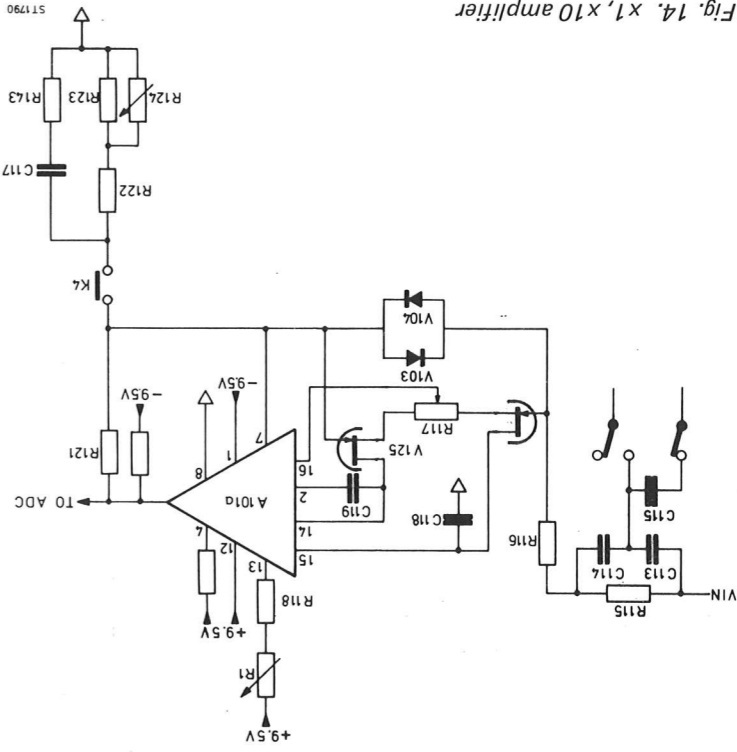 +9.5V
R1
+9.5V
VIN
R115
R118
C113
C114
13
12
4
C115
R116
C118
15
14
A101a
TO ADC
C119
2
V125
16
8
R121
R117
1
7
-9.5V
-9.5V
V103
V104
K4
R122
C117
R124
R123
R143
Fig. 14. x1, x10 amplifier
ST1790